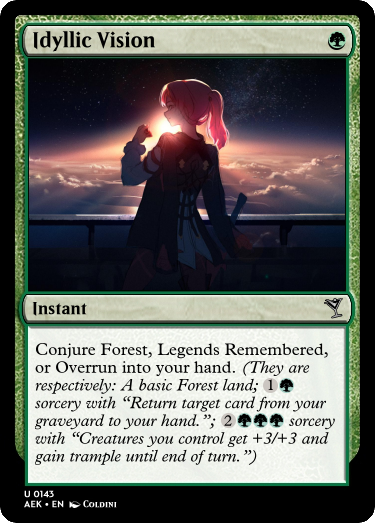 Idyllic Vision
Instant
Conjure Forest, Legends Remembered,
or Overrun into your hand. (They are
respectively: A basic Forest land; 1
sorcery with “Return target card from your
graveyard to your hand.”; 2 sorcery
with “Creatures you control get +3/+3 and
gain trample until end of turn.”)
U 0143
AEK • EN Coldini